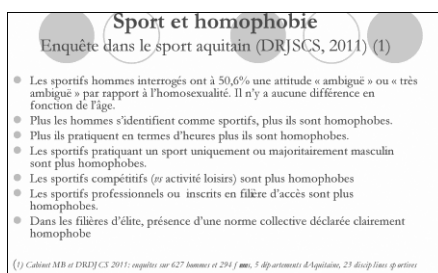 Sport et homophobie
Enquête dans le sport aquitain (DRJSCS, 2011) (1)
Les sportifs hommes interrogés ont à 50,6% une attitude « ambiguë » ou « très
ambiguë » par rapport à l'homosexualité. Il n'y a aucune différence en
fonction de l'âge.
Plus les hommes s'identifient comme sportifs, plus ils sont homophobes.
Plus ils pratiquent en termes d'heures plus ils sont homophobes.
Les sportifs pratiquant un sport uniquement ou majoritairement masculin
sont plus homophobes.
Les sportifs compétitifs (vs activité loisirs) sont plus homophobes
Les sportifs professionnels ou inscrits en filière d'accès sont plus
homophobes.
Dans les filières d'élite, présence d'une norme collective déclarée clairement
homophobe
(1) Cabinet MB et DRDJCS 2011: enquêtes sur 627 hommes et 294 , 5 départements d'Aquitaine, 23 disciplines sportives